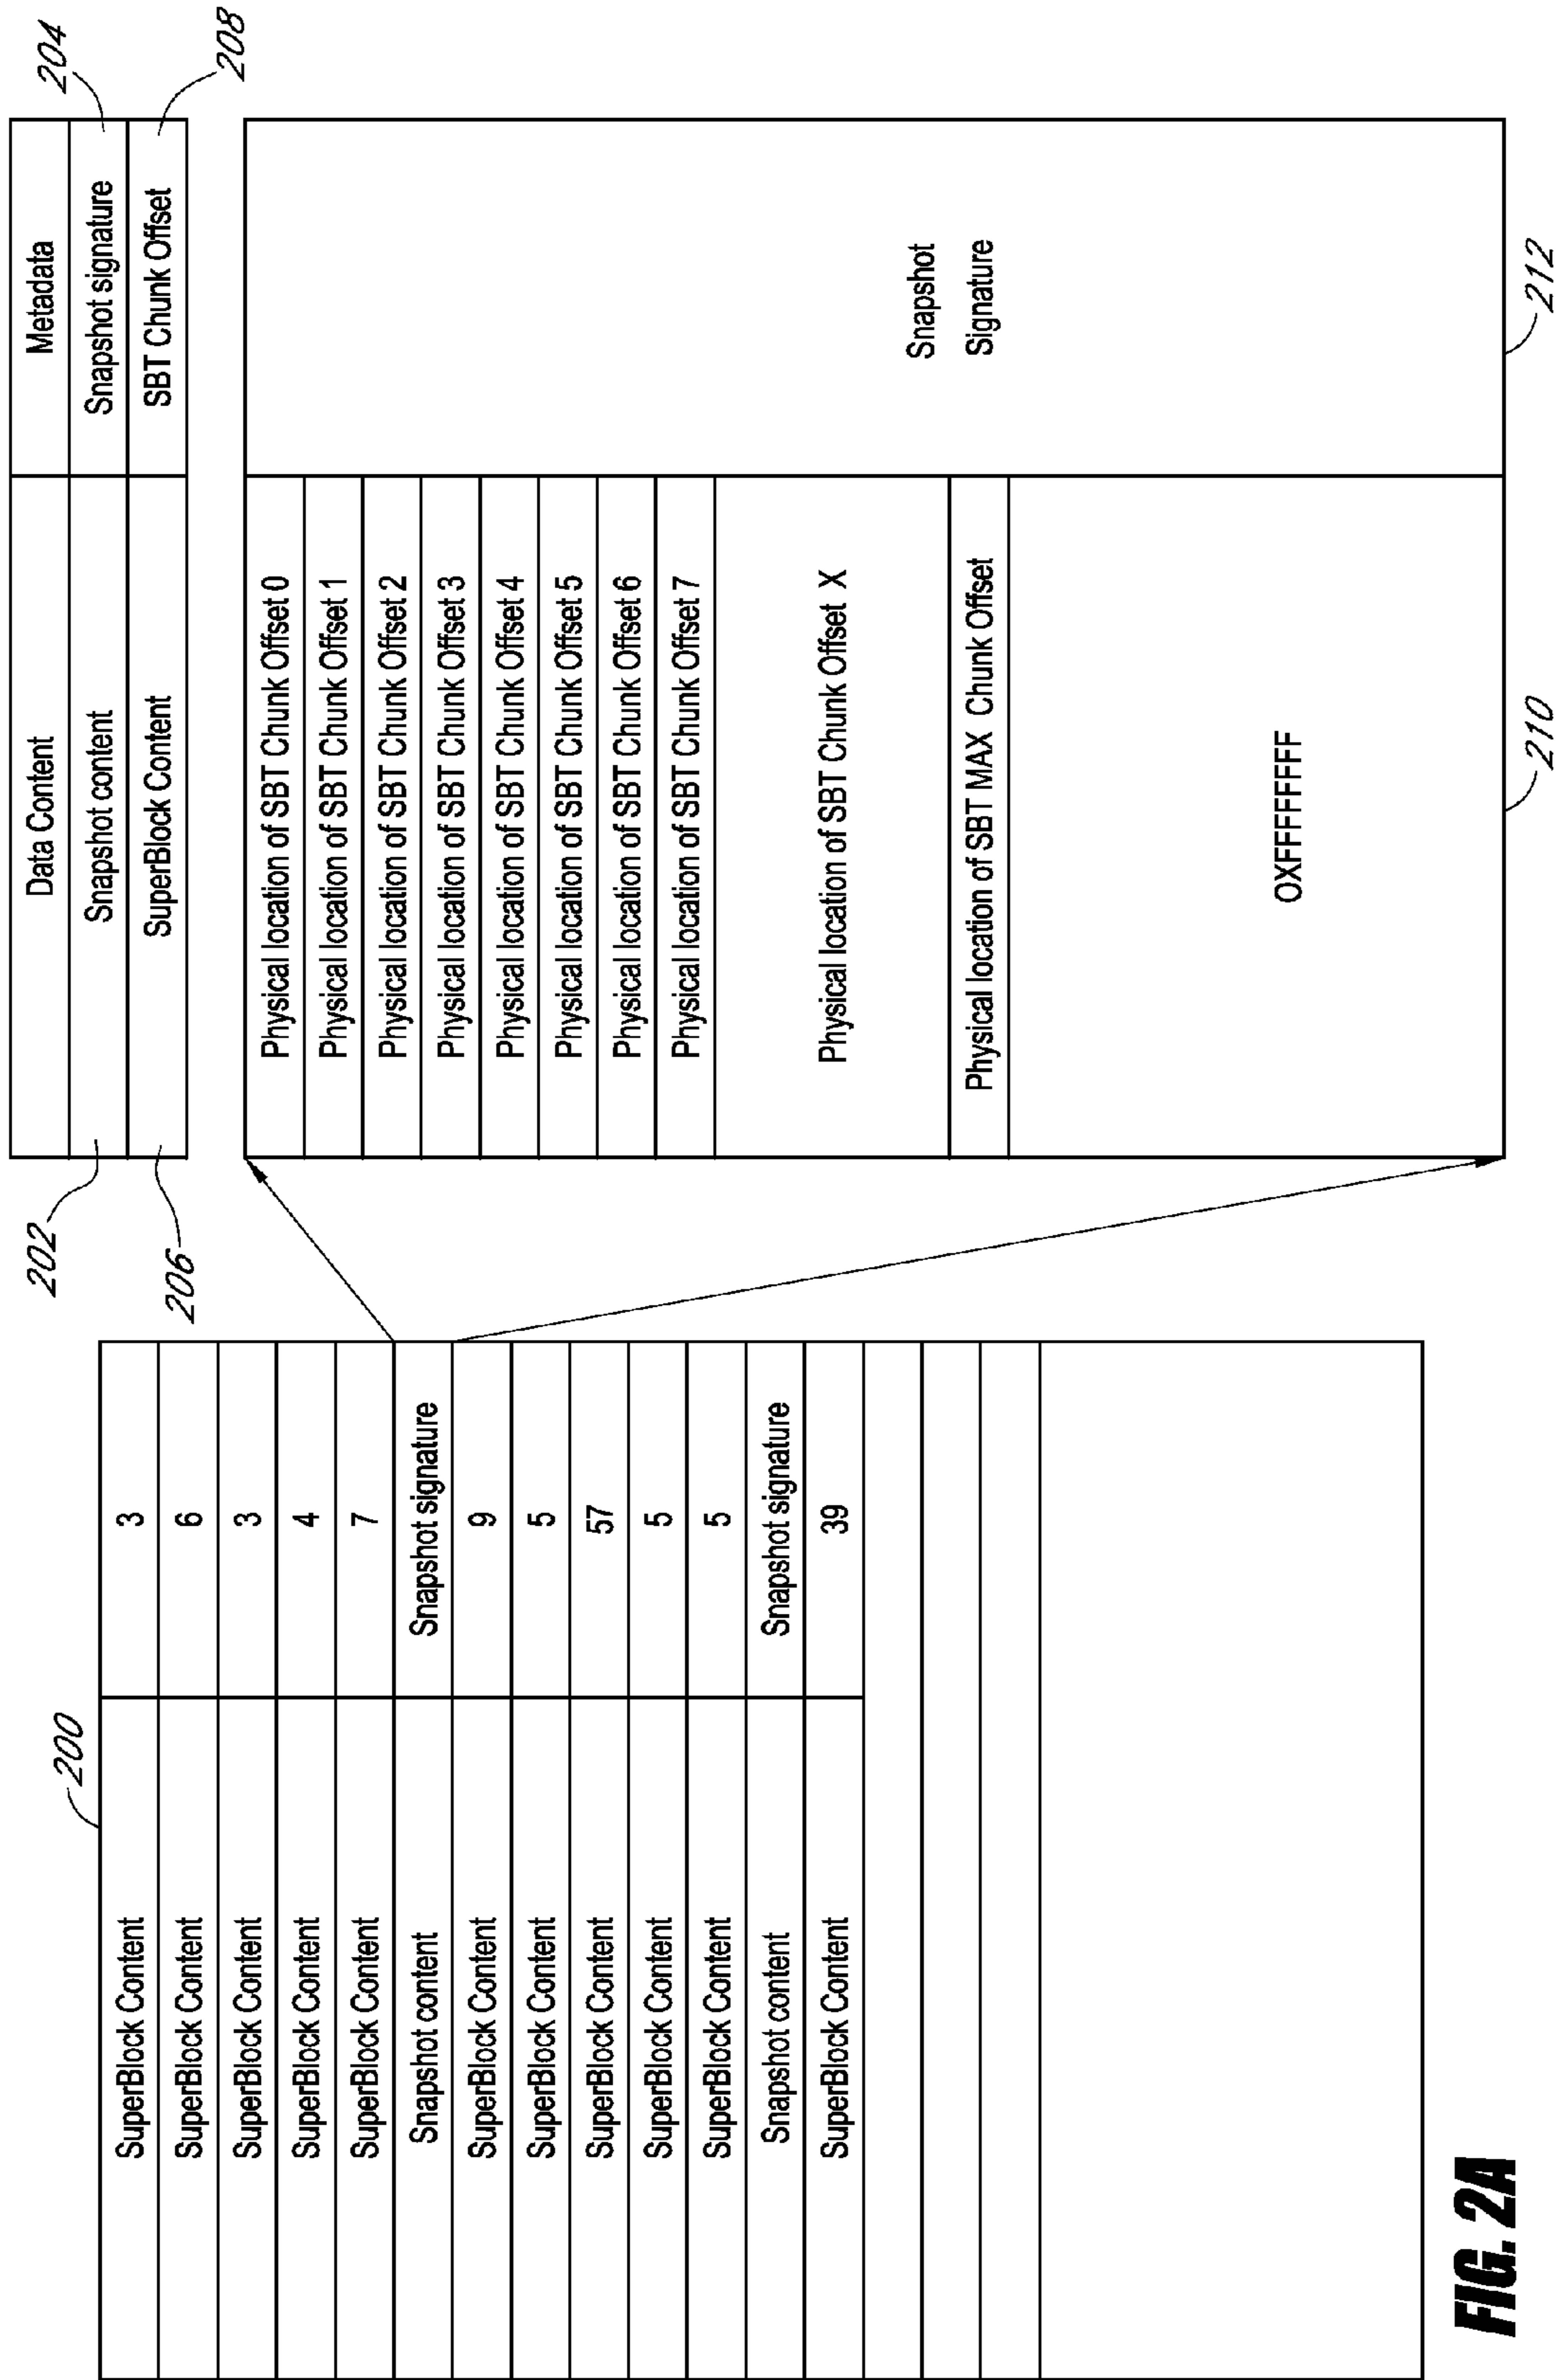 200
SuperBlock Content 3
SuperBlock Content 6
SuperBlock Content 3
SuperBlock Content 4
SuperBlock Content 7
Snapshot content Snapshot signature
SuperBlock Content 9
SuperBlock Content 5
SuperBlock Content 57
SuperBlock Content 5
SuperBlock Content 5
Snapshot content Snapshot signature
SuperBlock Content 39
Data Content Metadata
202 Snapshot content Snapshot signature 204
206 SuperBlock Content SBT Chunk Offset 208
Physical location of SBT Chunk Offset 0
Physical location of SBT Chunk Offset 1
Physical location of SBT Chunk Offset 2
Physical location of SBT Chunk Offset 3
Physical location of SBT Chunk Offset 4
Physical location of SBT Chunk Offset 5
Physical location of SBT Chunk Offset 6
Physical location of SBT Chunk Offset 7
Physical location of SBT Chunk Offset X
Physical location of SBT MAX Chunk Offset
OXFFFFFFFF
Snapshot
Signature
210
212
FIG. 2A